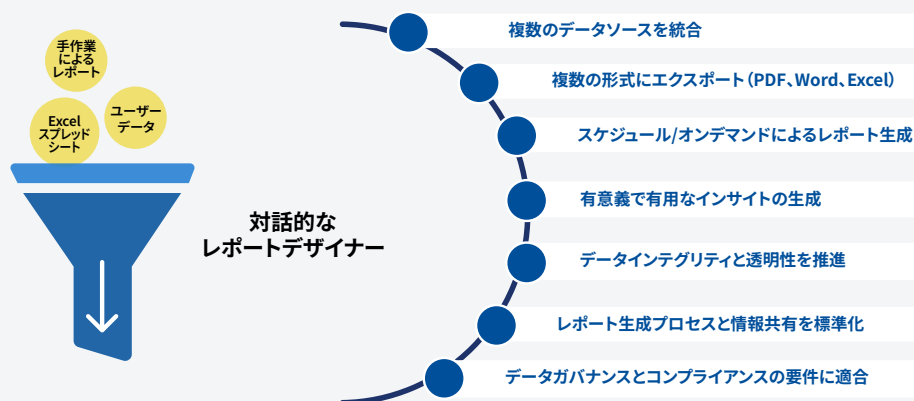 手作業
による
レポート
Excel
スプレッド
シート
ユーザー
データ
対話的な
レポートデザイナー
複数のデータソースを統合
複数の形式にエクスポート（PDF、Word、Excel）
スケジュール/オンデマンドによるレポート生成
有意義で有用なインサイトの生成
データインテグリティと透明性を推進
レポート生成プロセスと情報共有を標準化
データガバナンスとコンプライアンスの要件に適合